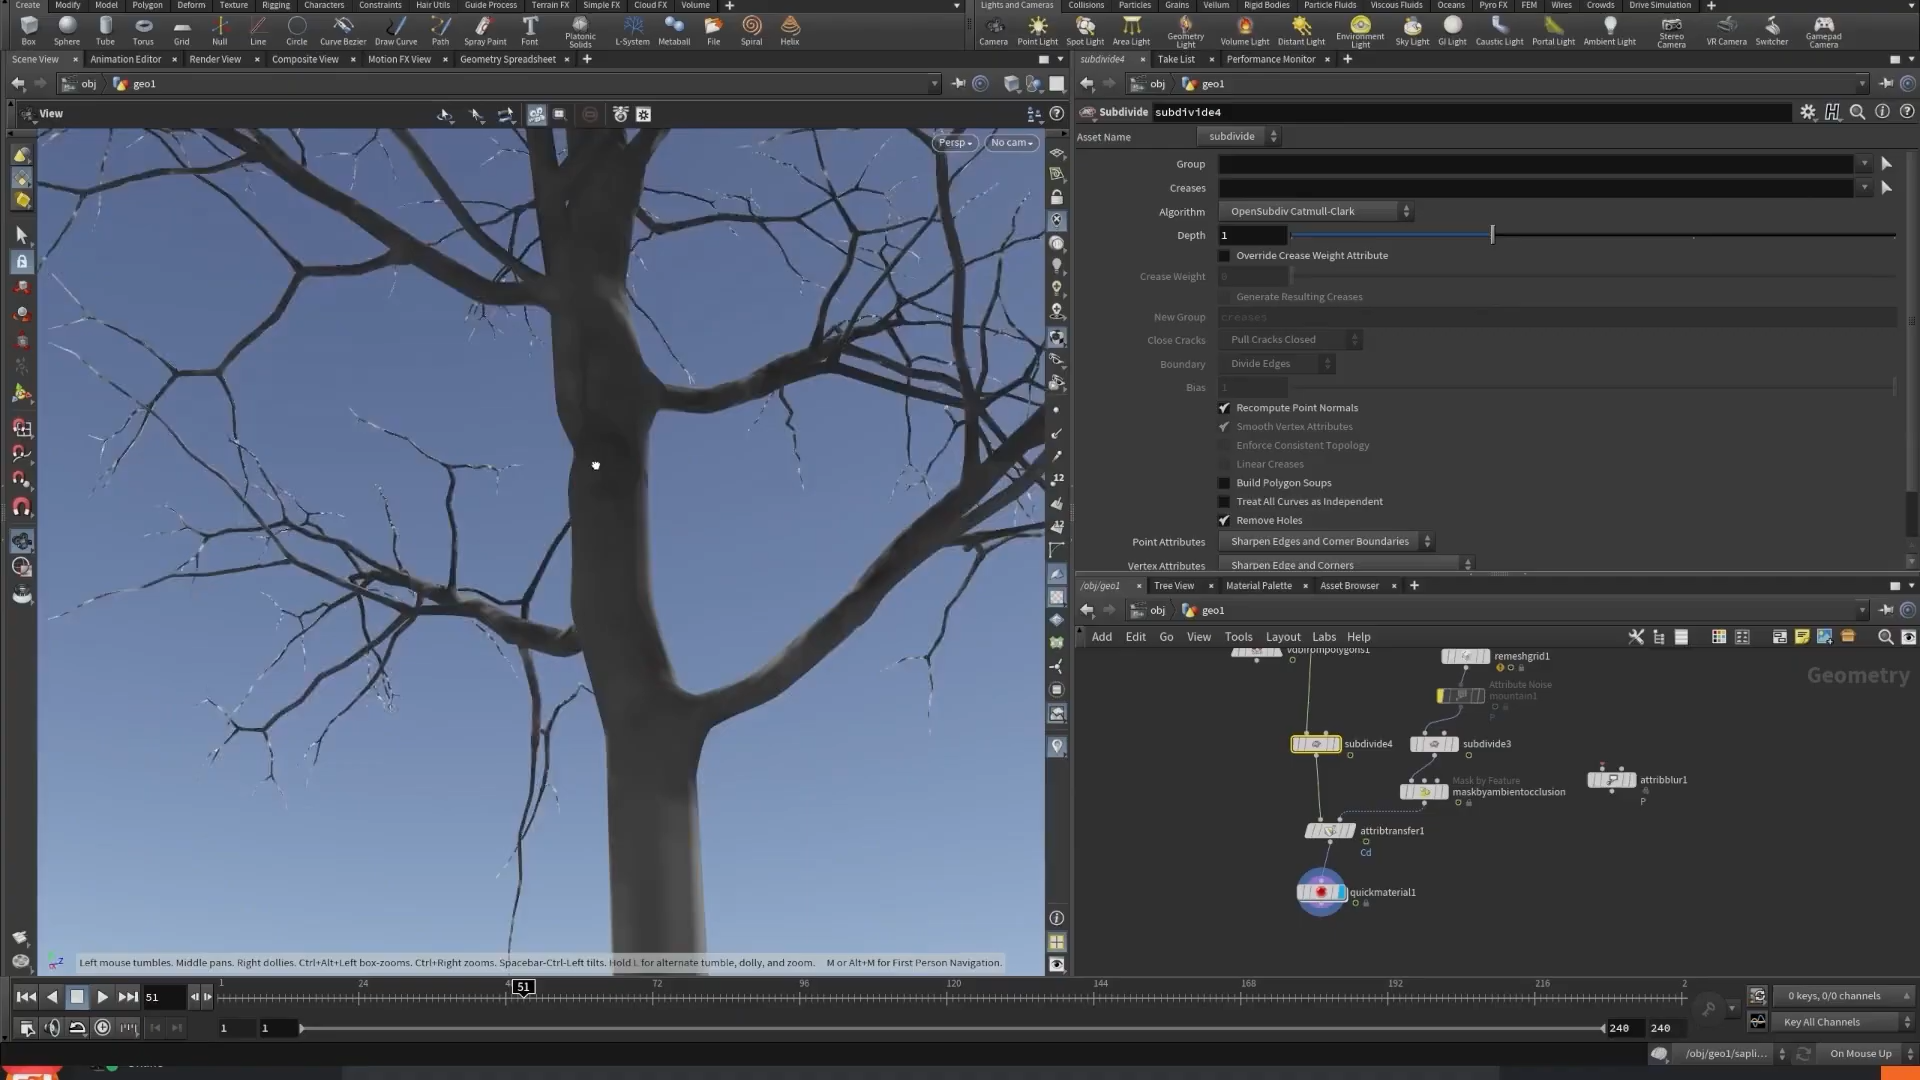 Create Modify Model Polygon Deform Texture Rigging Characters Constraints Hair Utils Guide Process Terrain FX Simple FX Cloud FX Volume
Box Sphere Tube Torus Grid Null Line Circle Curve Bezier Draw Curve Path Spray Paint Font Platonic Solids L-System Metaball File Spiral Helix
Lights and Cameras Collisions Particles Grains Vellum Rigid Bodies Particle Fluids Viscous Fluids Oceans Pyro FX FEM Wires Crowds Drive Simulation
Camera Point Light Spot Light Area Light Geometry Light Volume Light Distant Light Environment Light Sky Light GI Light Caustic Light Portal Light Ambient Light Stereo Camera VR Camera Switcher Gamepad Camera
Scene View Animation Editor Render View Composite View Motion FX View Geometry Spreadsheet
obj geo1
View
Persp No cam
12
12
Left mouse tumbles. Middle pans. Right dollies. Ctrl+Alt+Left box-zooms. Ctrl+Right zooms. Spacebar-Ctrl-Left tilts. Hold L for alternate tumble, dolly, and zoom. M or Alt+M for First Person Navigation.
subdivide4 Take List Performance Monitor
obj geo1
Subdivide subdivide4
Asset Name subdivide
Group
Creases
Algorithm OpenSubdiv Catmull-Clark
Depth 1
Override Crease Weight Attribute
Crease Weight
Generate Resulting Creases
New Group creases
Close Cracks Pull Cracks Closed
Boundary Divide Edges
Bias 1
Recompute Point Normals
Smooth Vertex Attributes
Enforce Consistent Topology
Linear Creases
Build Polygon Soups
Treat All Curves as Independent
Remove Holes
Point Attributes Sharpen Edges and Corner Boundaries
Vertex Attributes Sharpen Edge and Corners
/obj/geo1 Tree View Material Palette Asset Browser
obj geo1
Add Edit Go View Tools Layout Labs Help
Geometry
vdbfrompolygons1
remeshgrid1
Attribute Noise
mountain1
P
subdivide4
subdivide3
Mask by Feature
maskbyambientocclusion
attribblur1
P
attribtransfer1
Cd
quickmaterial1
51
1 24 51 72 96 120 144 168 192 216 2
1 1 240 240
0 keys, 0/0 channels
Key All Channels
/obj/geo1/sapli... On Mouse Up